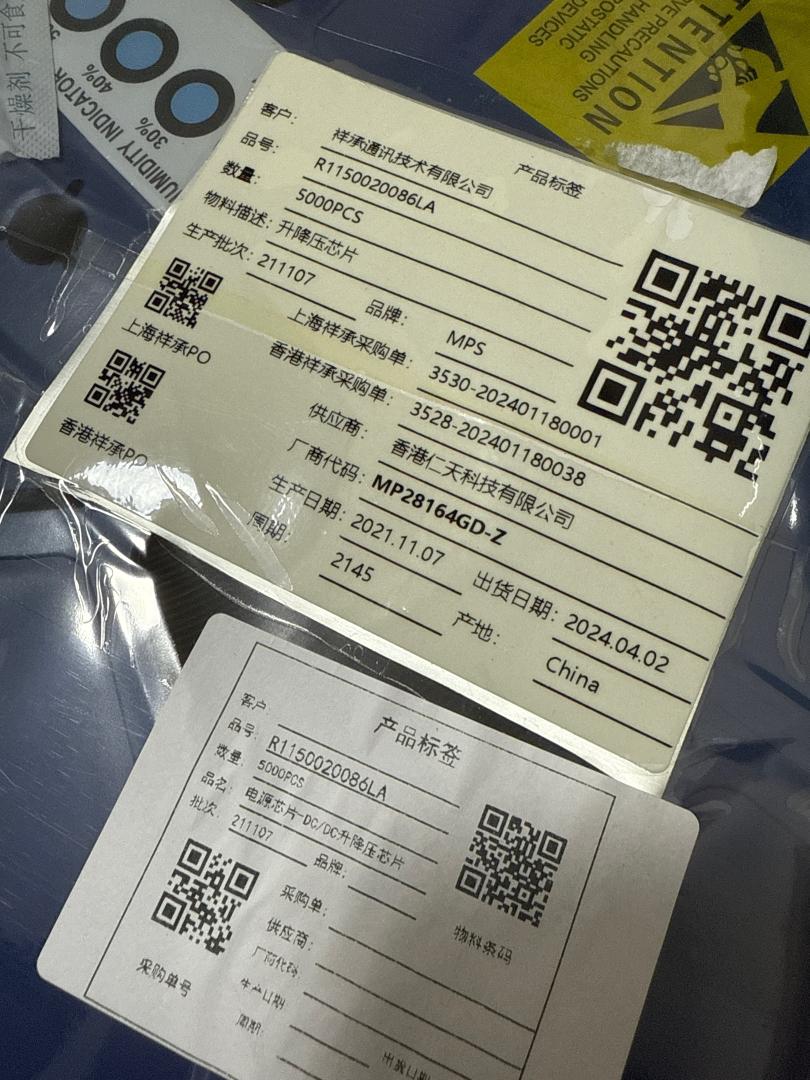 干燥剂 不可食
40%
30%
HUMIDITY INDICATOR
ATTENTION
VE PRECAUTIONS
HANDLING
OSTATIC
DEVICES
产品标签
客户: 祥承通讯技术有限公司
品号: R1150020086LA
数量: 5000PCS
物料描述: 升降压芯片
生产批次: 211107 品牌: MPS
上海祥承采购单: 3530-202401180001
香港祥承采购单: 3528-202401180038
供应商: 香港仁天科技有限公司
厂商代码: MP28164GD-Z
生产日期: 2021.11.07 出货日期: 2024.04.02
周期: 2145 产地: China
上海祥承PO
香港祥承PO
产品标签
客户
品号: R1150020086LA
数量: 5000PCS
品名: 电源芯片-DC/DC升降压芯片
批次: 211107 品牌:
采购单:
供应商:
厂商代码:
生产日期
周期: 出货日期
物料条码
采购单号